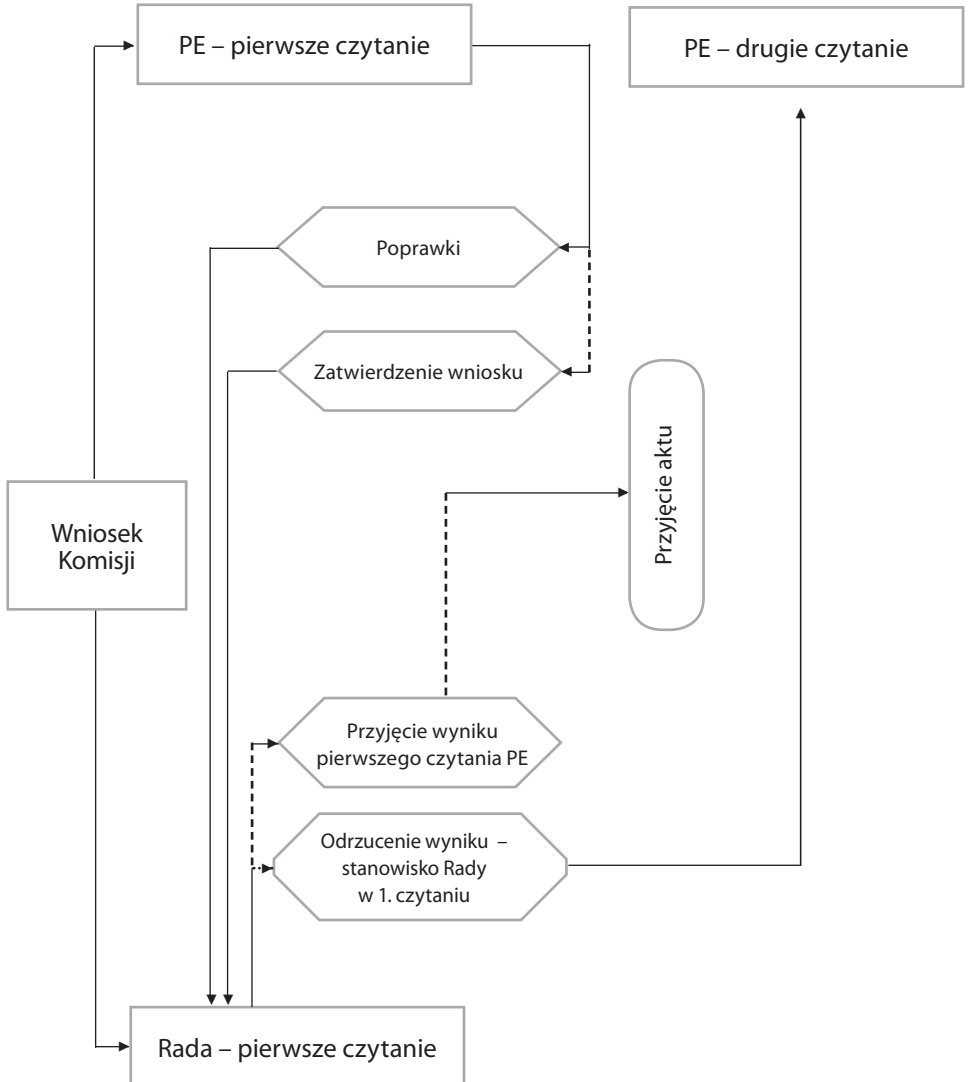 PE – pierwsze czytanie
PE – drugie czytanie
Poprawki
Zatwierdzenie wniosku
Przyjęcie aktu
Wniosek
Komisji
Przyjęcie wyniku
pierwszego czytania PE
Odrzucenie wyniku –
stanowisko Rady
w 1. czytaniu
Rada – pierwsze czytanie